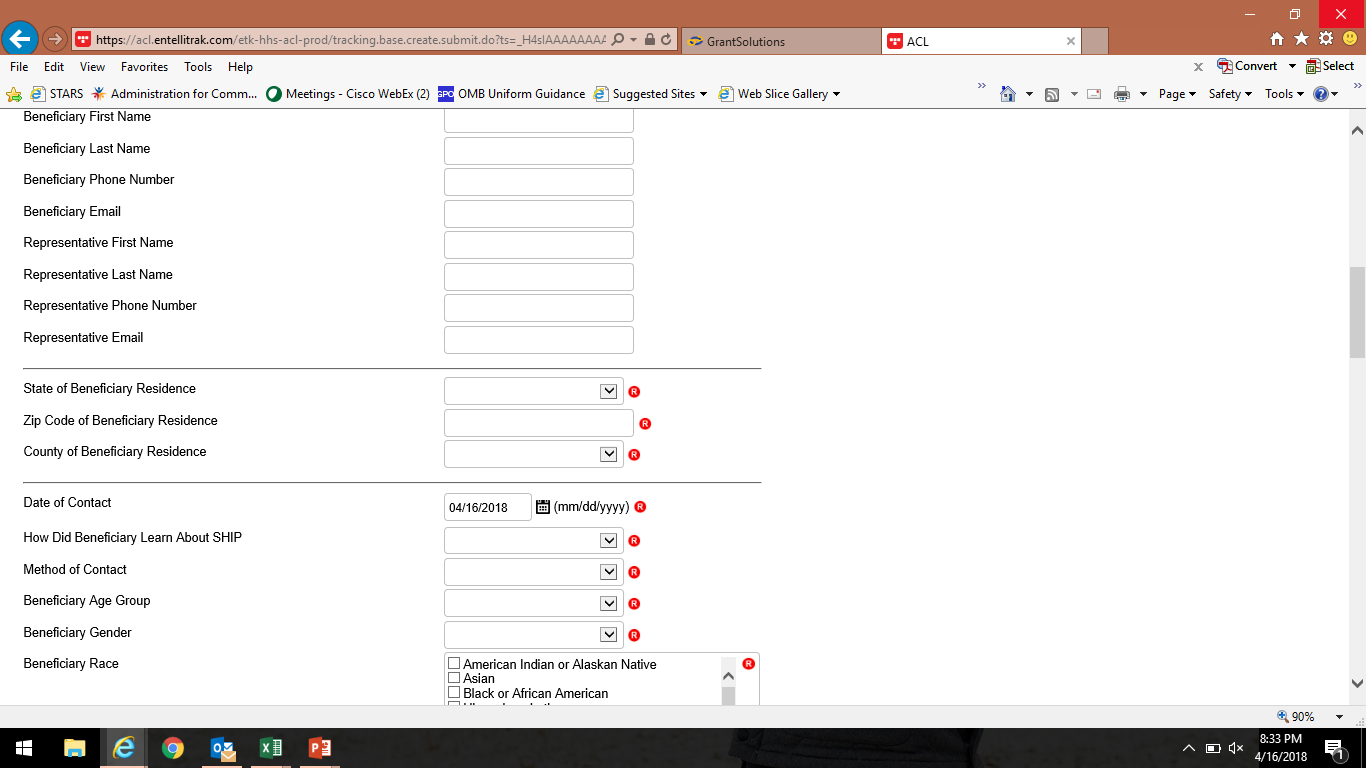 https://acl.entellitrak.com/etk-hhs-acl-prod/tracking.base.create.submit.do?ts=_H4sIAAAAAAAA
GrantSolutions
ACL
File Edit View Favorites Tools Help
Convert
Select
STARS
Administration for Comm...
Meetings - Cisco WebEx (2)
GPO OMB Uniform Guidance
Suggested Sites
Web Slice Gallery
Page
Safety
Tools
Beneficiary First Name
Beneficiary Last Name
Beneficiary Phone Number
Beneficiary Email
Representative First Name
Representative Last Name
Representative Phone Number
Representative Email
State of Beneficiary Residence R
Zip Code of Beneficiary Residence R
County of Beneficiary Residence R
Date of Contact 04/16/2018 (mm/dd/yyyy) R
How Did Beneficiary Learn About SHIP R
Method of Contact R
Beneficiary Age Group R
Beneficiary Gender R
Beneficiary Race American Indian or Alaskan Native R
Asian
Black or African American
90%
8:33 PM
4/16/2018
1